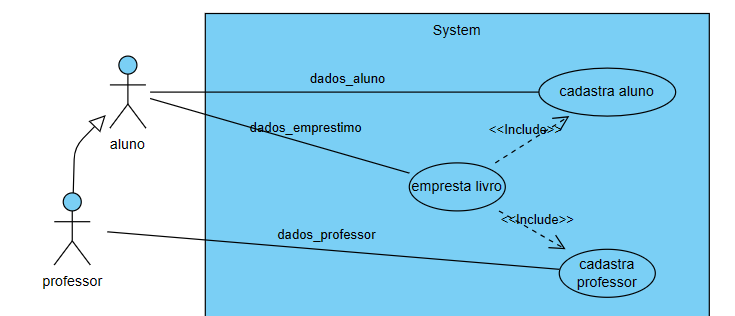 System
dados_aluno
cadastra aluno
aluno
dados_emprestimo
<<Include>>
empresta livro
<<Include>>
dados_professor
professor
cadastra
professor